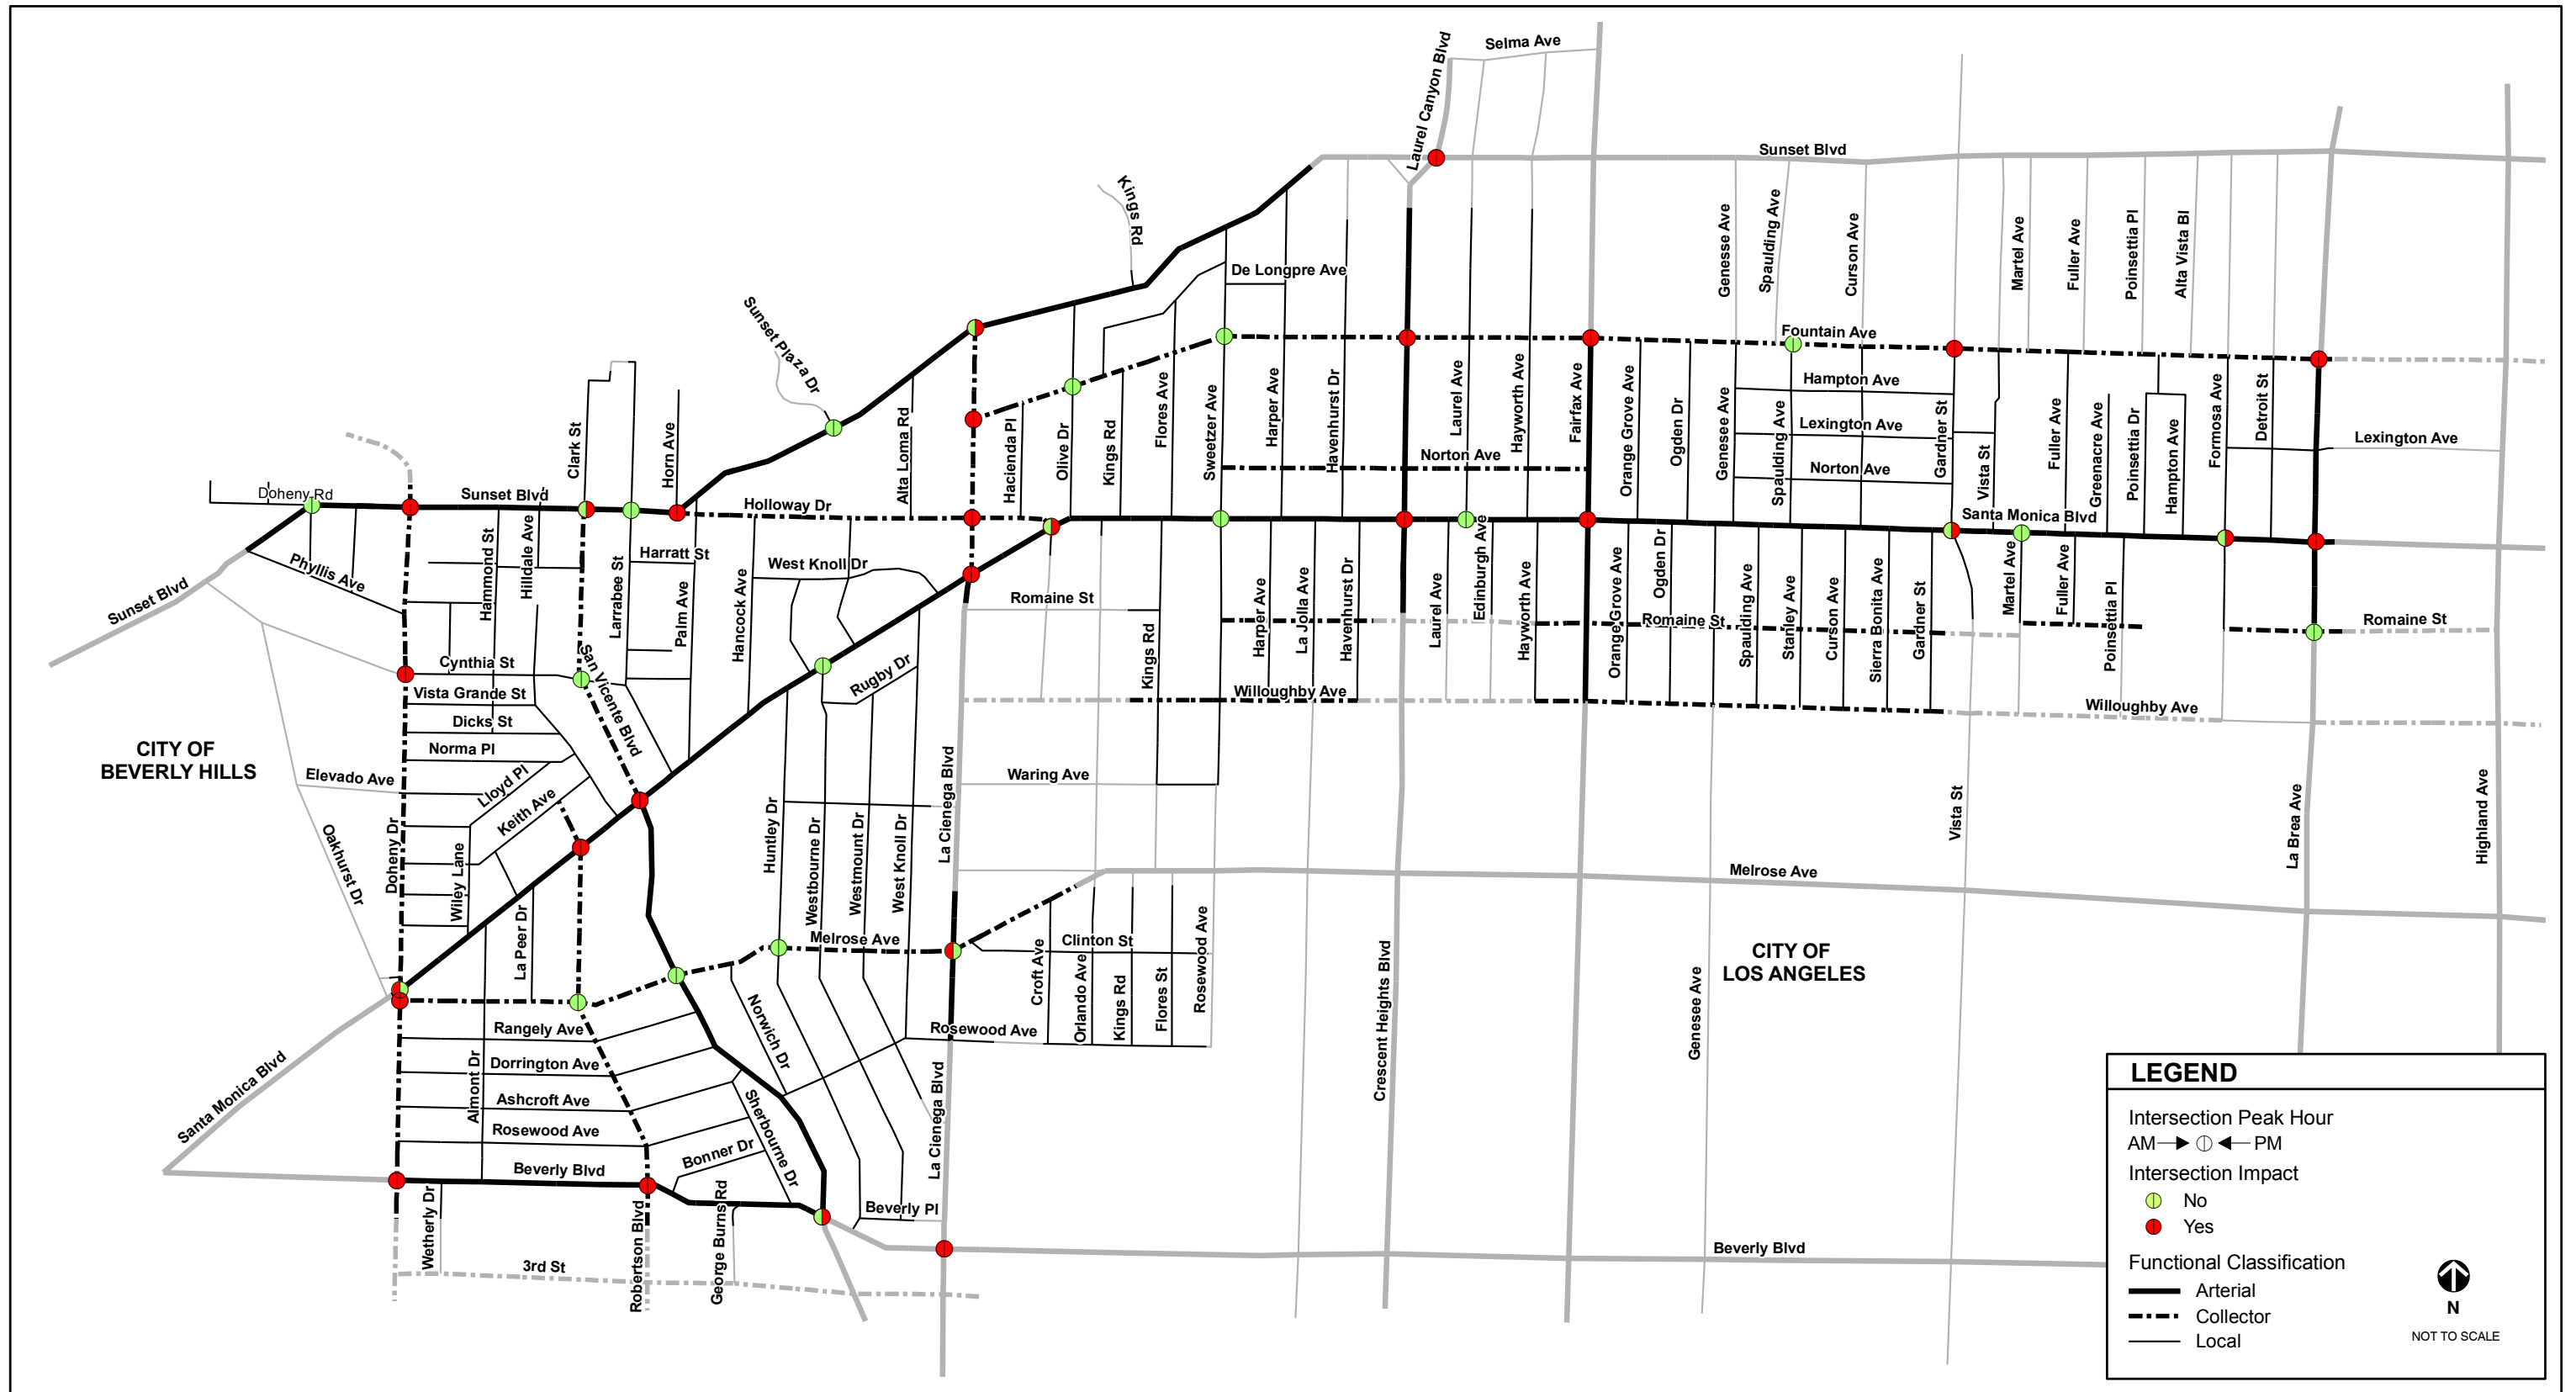 Selma Ave
Laurel Canyon Blvd
Sunset Blvd
Kings Rd
De Longpre Ave
Genesee Ave
Spaulding Ave
Curson Ave
Martel Ave
Fuller Ave
Poinsettia Pl
Alta Vista Bl
Sunset Plaza Dr
Fountain Ave
Hampton Ave
Lexington Ave
Norton Ave
Norton Ave
Lexington Ave
Clark St
Horn Ave
Alta Loma Rd
Hacienda Pl
Olive Dr
Kings Rd
Flores Ave
Sweetzer Ave
Harper Ave
Havenhurst Dr
Laurel Ave
Hayworth Ave
Fairfax Ave
Orange Grove Ave
Ogden Dr
Genesee Ave
Spaulding Ave
Gardner St
Vista St
Fuller Ave
Greenacre Ave
Poinsettia Dr
Hampton Ave
Formosa Ave
Detroit St
Doheny Rd
Sunset Blvd
Holloway Dr
Santa Monica Blvd
Phyllis Ave
Hammond St
Hilldale Ave
Larrabee St
Harratt St
Palm Ave
Hancock Ave
West Knoll Dr
Sunset Blvd
Romaine St
Kings Rd
Harper Ave
La Jolla Ave
Havenhurst Dr
Laurel Ave
Edinburgh Ave
Hayworth Ave
Orange Grove Ave
Ogden Dr
Romaine St
Spaulding Ave
Stanley Ave
Curson Ave
Sierra Bonita Ave
Gardner St
Martel Ave
Fuller Ave
Poinsettia Pl
Romaine St
Cynthia St
Vista Grande St
Dicks St
Norma Pl
San Vicente Blvd
Rugby Dr
Willoughby Ave
Willoughby Ave
CITY OF
BEVERLY HILLS
Elevado Ave
Lloyd Pl
Keith Ave
Waring Ave
Oakhurst Dr
Doheny Dr
Wiley Lane
La Peer Dr
Huntley Dr
Westbourne Dr
Westmount Dr
West Knoll Dr
La Cienega Blvd
Vista St
La Brea Ave
Highland Ave
Melrose Ave
Melrose Ave
Clinton St
Croft Ave
Orlando Ave
Kings Rd
Flores St
Rosewood Ave
CITY OF
LOS ANGELES
Crescent Heights Blvd
Genesee Ave
Norwich Dr
Rosewood Ave
Rangely Ave
Dorrington Ave
Ashcroft Ave
Rosewood Ave
Almont Dr
Santa Monica Blvd
Sherbourne Dr
Bonner Dr
La Cienega Blvd
Beverly Blvd
Beverly Pl
Wetherly Dr
Robertson Blvd
George Burns Rd
3rd St
Beverly Blvd
LEGEND
Intersection Peak Hour
AM PM
Intersection Impact
No
Yes
Functional Classification
Arterial
Collector
Local
N
NOT TO SCALE